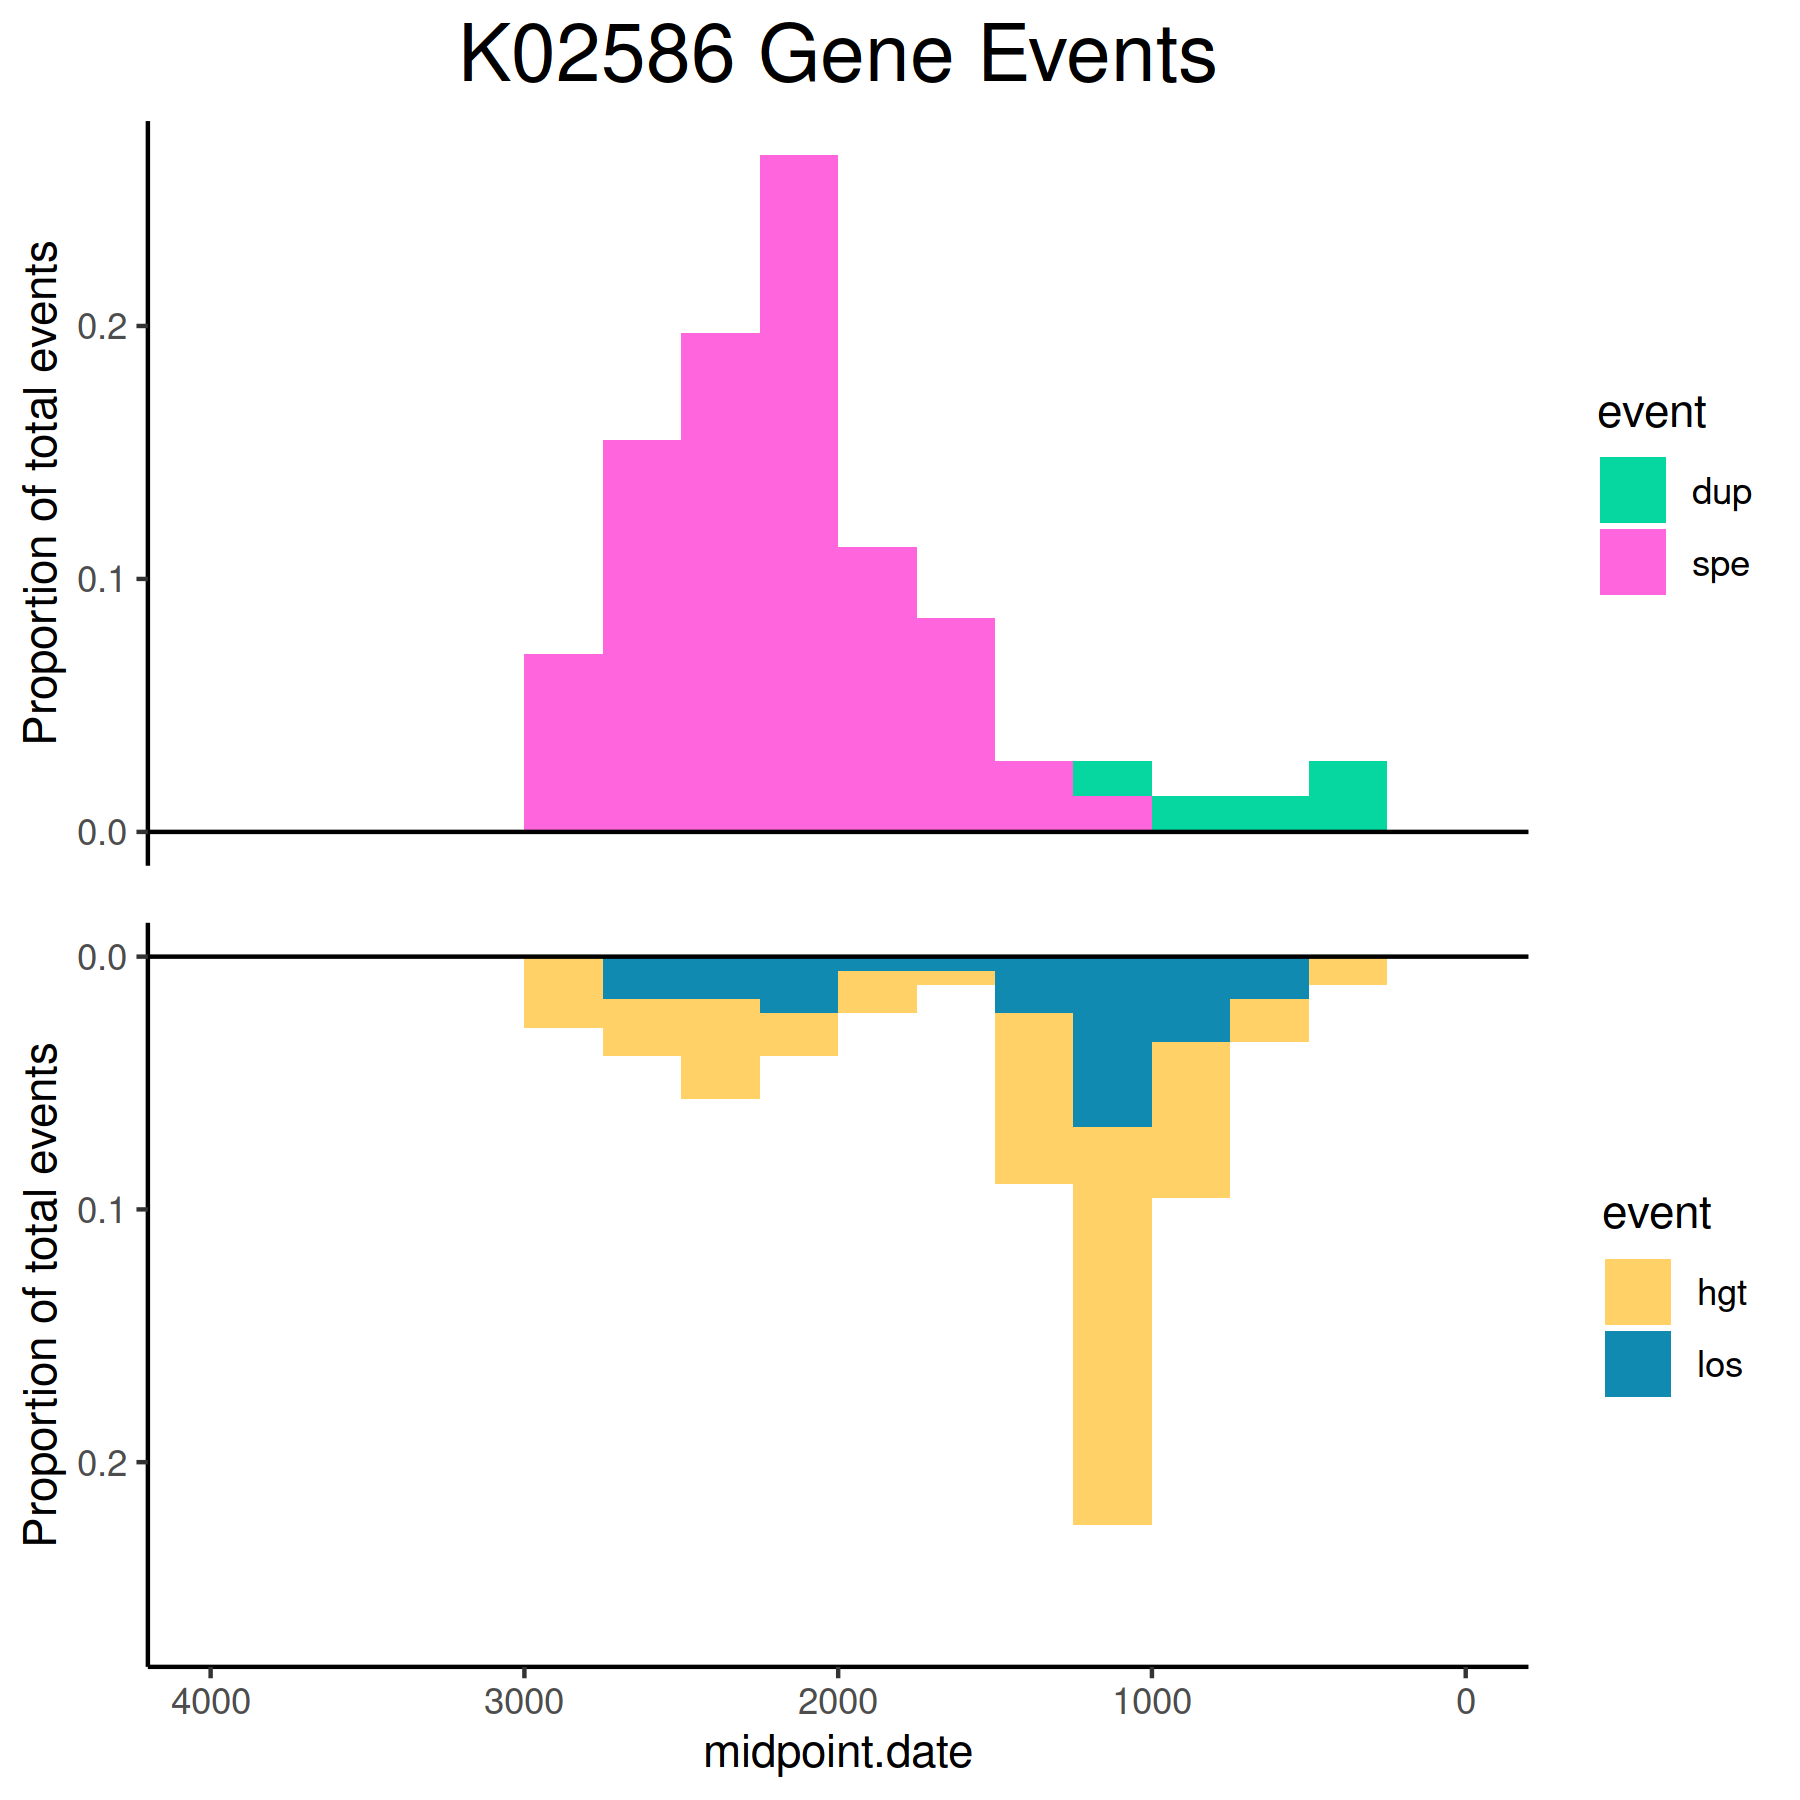 K02586 Gene Events
Proportion of total events
0.2
0.1
0.0
event
dup
spe
Proportion of total events
0.0
0.1
0.2
event
hgt
los
4000 3000 2000 1000 0
midpoint.date